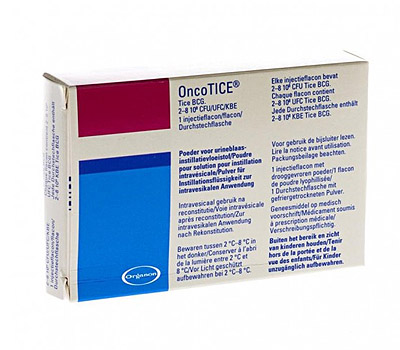 OncoTICE®
Tice BCG.
2-8 10⁸ CFU/UFC/KBE
1 injectieflacon/flacon/
Durchstechflasche
Poeder voor urineblaas-
instillatievloeistof/Poudre
pour solution pour instillation
intravésicale/Pulver für
Instillationsflüssigkeit zur
intravesikalen Anwendung
Intravesicaal gebruik na
reconstitutie/Voie intravésicale
après reconstitution/Zur
intravesikalen Anwendung nach
Rekonstitution.
Bewaren tussen 2 °C-8 °C in
het donker/Conserver à l'abri
de la lumière entre 2 °C et
8 °C/Vor Licht geschützt
aufbewahren bei 2 °C-8 °C.
Organon
Elke injectieflacon bevat
2-8 10⁸ CFU Tice BCG.
Chaque flacon contient
2-8 10⁸ UFC Tice BCG.
Jede Durchstechflasche enthält
2-8 10⁸ KBE Tice BCG.
Voor gebruik de bijsluiter lezen.
Lire la notice avant utilisation.
Packungsbeilage beachten.
1 injectieflacon met
droog gevroren poeder/1 flacon
de poudre lyophilisée/
1 Durchstechflasche mit
gefriergetrocknetem Pulver.
Geneesmiddel op medisch
voorschrift/Médicament soumis
à prescription médicale/
Verschreibungspflichtig.
Buiten het bereik en zicht
van kinderen houden/Tenir
hors de la portée et de la
vue des enfants/Für Kinder
unzugänglich aufbewahren.